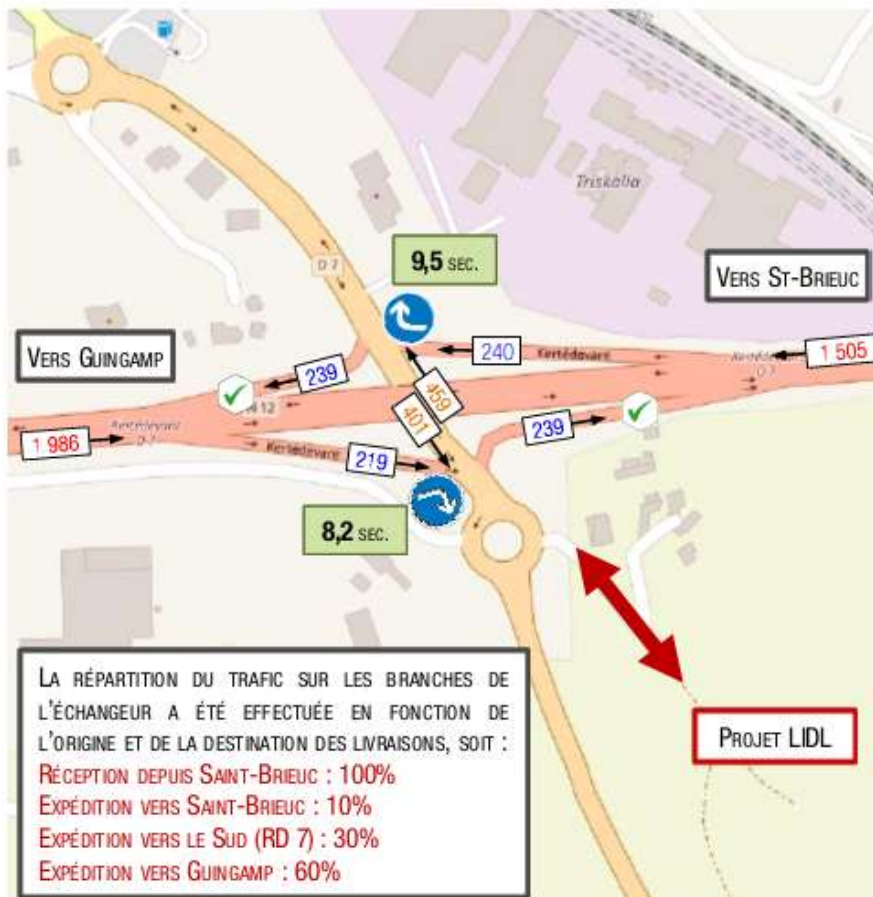 Triskalia
9,5 SEC.
VERS ST-BRIEUC
D 7
VERS GUINGAMP
240
Kertédevant
1 505
239
459
N 12
401
D 7
1 986
Kertédevant
219
239
8,2 SEC.
LA RÉPARTITION DU TRAFIC SUR LES BRANCHES DE
L'ÉCHANGEUR A ÉTÉ EFFECTUÉE EN FONCTION DE
L'ORIGINE ET DE LA DESTINATION DES LIVRAISONS, SOIT :
RÉCEPTION DEPUIS SAINT-BRIEUC : 100%
EXPÉDITION VERS SAINT-BRIEUC : 10%
EXPÉDITION VERS LE SUD (RD 7) : 30%
EXPÉDITION VERS GUINGAMP : 60%
PROJET LIDL